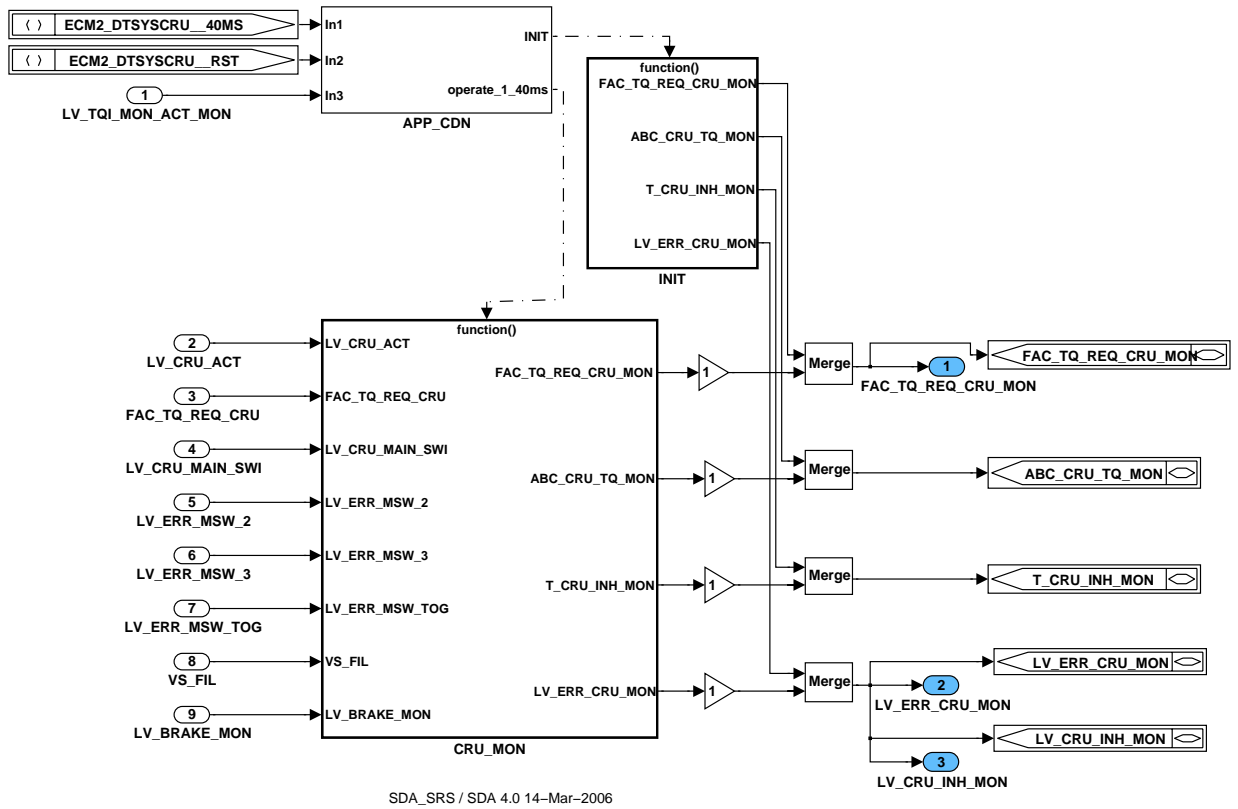 ( ) ECM2_DTSYSCRU__40MS
( ) ECM2_DTSYSCRU__RST
1
LV_TQI_MON_ACT_MON
In1
In2
In3
INIT
operate_1_40ms
APP_CDN
function()
FAC_TQ_REQ_CRU_MON
ABC_CRU_TQ_MON
T_CRU_INH_MON
LV_ERR_CRU_MON
INIT
2
LV_CRU_ACT
3
FAC_TQ_REQ_CRU
4
LV_CRU_MAIN_SWI
5
LV_ERR_MSW_2
6
LV_ERR_MSW_3
7
LV_ERR_MSW_TOG
8
VS_FIL
9
LV_BRAKE_MON
function()
LV_CRU_ACT
FAC_TQ_REQ_CRU
LV_CRU_MAIN_SWI
LV_ERR_MSW_2
LV_ERR_MSW_3
LV_ERR_MSW_TOG
VS_FIL
LV_BRAKE_MON
FAC_TQ_REQ_CRU_MON
ABC_CRU_TQ_MON
T_CRU_INH_MON
LV_ERR_CRU_MON
CRU_MON
1
1
1
1
Merge
Merge
Merge
Merge
FAC_TQ_REQ_CRU_MON
1
FAC_TQ_REQ_CRU_MON
ABC_CRU_TQ_MON
T_CRU_INH_MON
LV_ERR_CRU_MON
2
LV_ERR_CRU_MON
LV_CRU_INH_MON
3
LV_CRU_INH_MON
SDA_SRS / SDA 4.0 14−Mar−2006